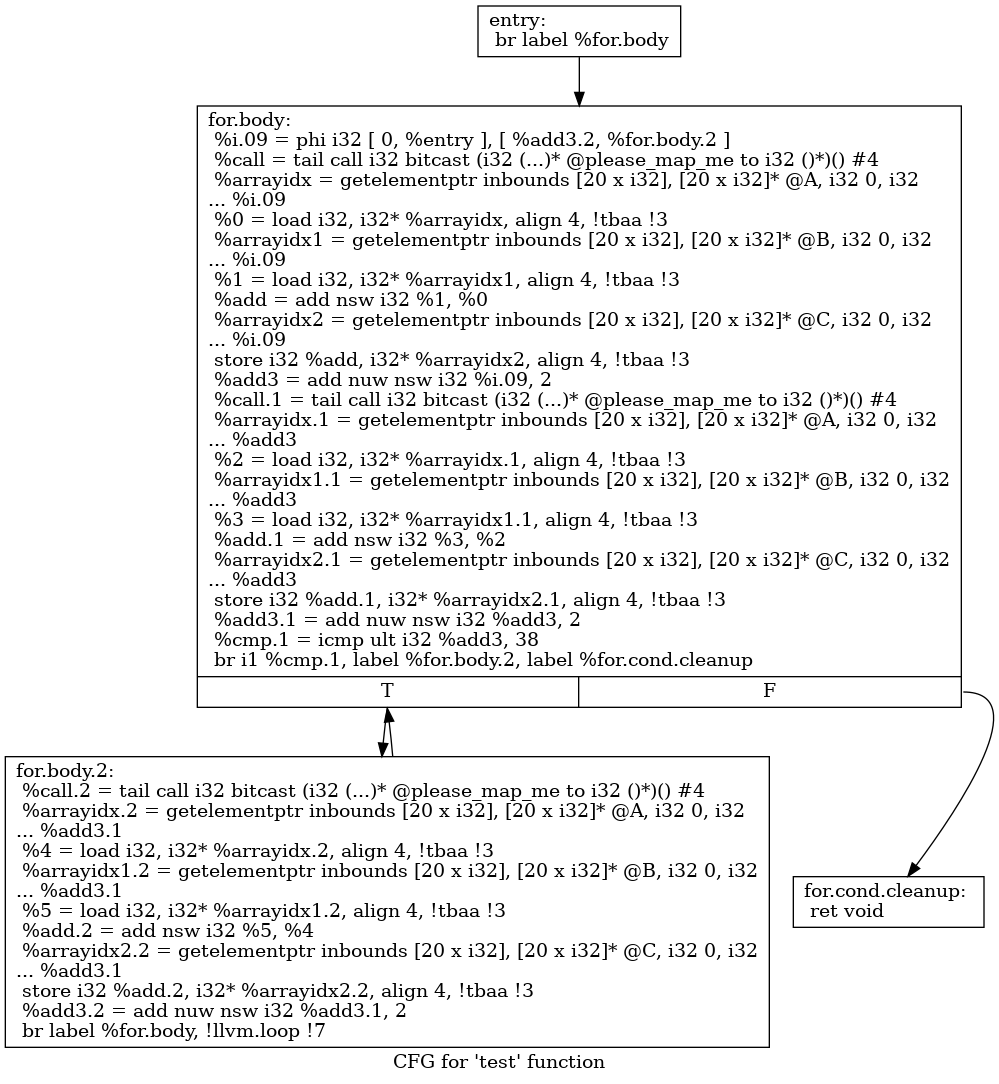 entry:
br label %for.body
for.body:
%i.09 = phi i32 [ 0, %entry ], [ %add3.2, %for.body.2 ]
%call = tail call i32 bitcast (i32 (...)* @please_map_me to i32 ()*)() #4
%arrayidx = getelementptr inbounds [20 x i32], [20 x i32]* @A, i32 0, i32
... %i.09
%0 = load i32, i32* %arrayidx, align 4, !tbaa !3
%arrayidx1 = getelementptr inbounds [20 x i32], [20 x i32]* @B, i32 0, i32
... %i.09
%1 = load i32, i32* %arrayidx1, align 4, !tbaa !3
%add = add nsw i32 %1, %0
%arrayidx2 = getelementptr inbounds [20 x i32], [20 x i32]* @C, i32 0, i32
... %i.09
store i32 %add, i32* %arrayidx2, align 4, !tbaa !3
%add3 = add nuw nsw i32 %i.09, 2
%call.1 = tail call i32 bitcast (i32 (...)* @please_map_me to i32 ()*)() #4
%arrayidx.1 = getelementptr inbounds [20 x i32], [20 x i32]* @A, i32 0, i32
... %add3
%2 = load i32, i32* %arrayidx.1, align 4, !tbaa !3
%arrayidx1.1 = getelementptr inbounds [20 x i32], [20 x i32]* @B, i32 0, i32
... %add3
%3 = load i32, i32* %arrayidx1.1, align 4, !tbaa !3
%add.1 = add nsw i32 %3, %2
%arrayidx2.1 = getelementptr inbounds [20 x i32], [20 x i32]* @C, i32 0, i32
... %add3
store i32 %add.1, i32* %arrayidx2.1, align 4, !tbaa !3
%add3.1 = add nuw nsw i32 %add3, 2
%cmp.1 = icmp ult i32 %add3, 38
br i1 %cmp.1, label %for.body.2, label %for.cond.cleanup
T
F
for.body.2:
%call.2 = tail call i32 bitcast (i32 (...)* @please_map_me to i32 ()*)() #4
%arrayidx.2 = getelementptr inbounds [20 x i32], [20 x i32]* @A, i32 0, i32
... %add3.1
%4 = load i32, i32* %arrayidx.2, align 4, !tbaa !3
%arrayidx1.2 = getelementptr inbounds [20 x i32], [20 x i32]* @B, i32 0, i32
... %add3.1
%5 = load i32, i32* %arrayidx1.2, align 4, !tbaa !3
%add.2 = add nsw i32 %5, %4
%arrayidx2.2 = getelementptr inbounds [20 x i32], [20 x i32]* @C, i32 0, i32
... %add3.1
store i32 %add.2, i32* %arrayidx2.2, align 4, !tbaa !3
%add3.2 = add nuw nsw i32 %add3.1, 2
br label %for.body, !llvm.loop !7
for.cond.cleanup:
ret void
CFG for 'test' function